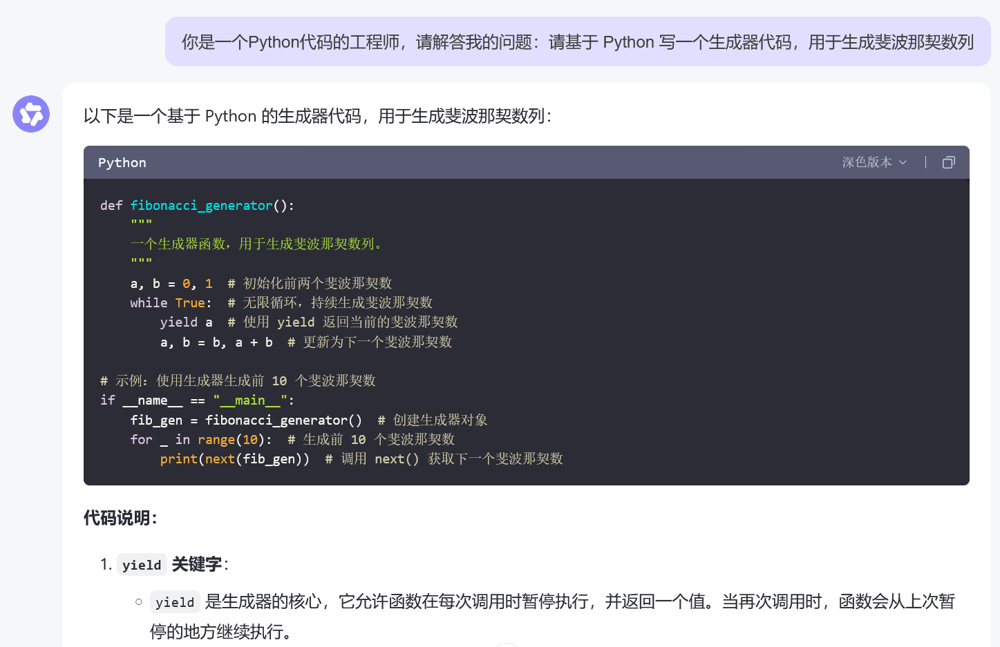 你是一个Python代码的工程师，请解答我的问题：请基于 Python 写一个生成器代码，用于生成斐波那契数列
以下是一个基于 Python 的生成器代码，用于生成斐波那契数列：
Python 深色版本
def fibonacci_generator():
    """
    一个生成器函数，用于生成斐波那契数列。
    """
    a, b = 0, 1  # 初始化前两个斐波那契数
    while True:  # 无限循环，持续生成斐波那契数
        yield a  # 使用 yield 返回当前的斐波那契数
        a, b = b, a + b  # 更新为下一个斐波那契数
# 示例：使用生成器生成前 10 个斐波那契数
if __name__ == "__main__":
    fib_gen = fibonacci_generator()  # 创建生成器对象
    for _ in range(10):  # 生成前 10 个斐波那契数
        print(next(fib_gen))  # 调用 next() 获取下一个斐波那契数
代码说明：
1. yield 关键字：
○ yield 是生成器的核心，它允许函数在每次调用时暂停执行，并返回一个值。当再次调用时，函数会从上次暂
停的地方继续执行。